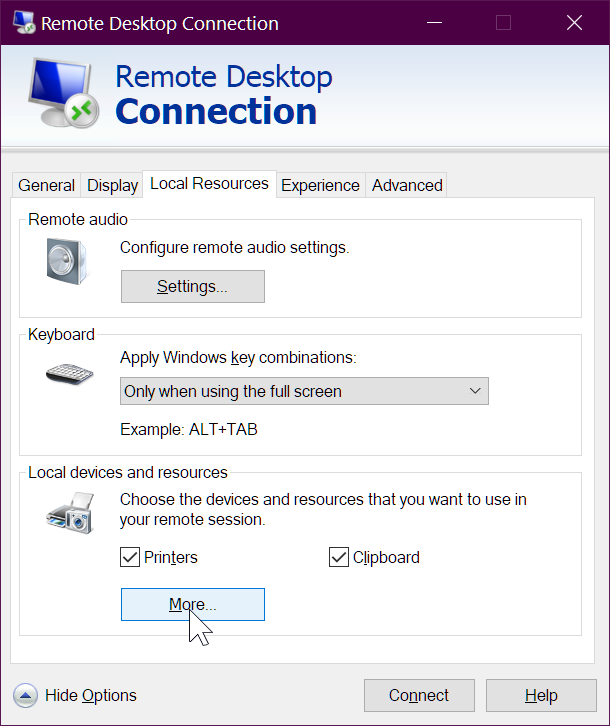 Remote Desktop Connection
Remote Desktop
Connection
General Display Local Resources Experience Advanced
Remote audio
Configure remote audio settings.
Settings...
Keyboard
Apply Windows key combinations:
Only when using the full screen
Example: ALT+TAB
Local devices and resources
Choose the devices and resources that you want to use in
your remote session.
Printers Clipboard
More...
Hide Options Connect Help